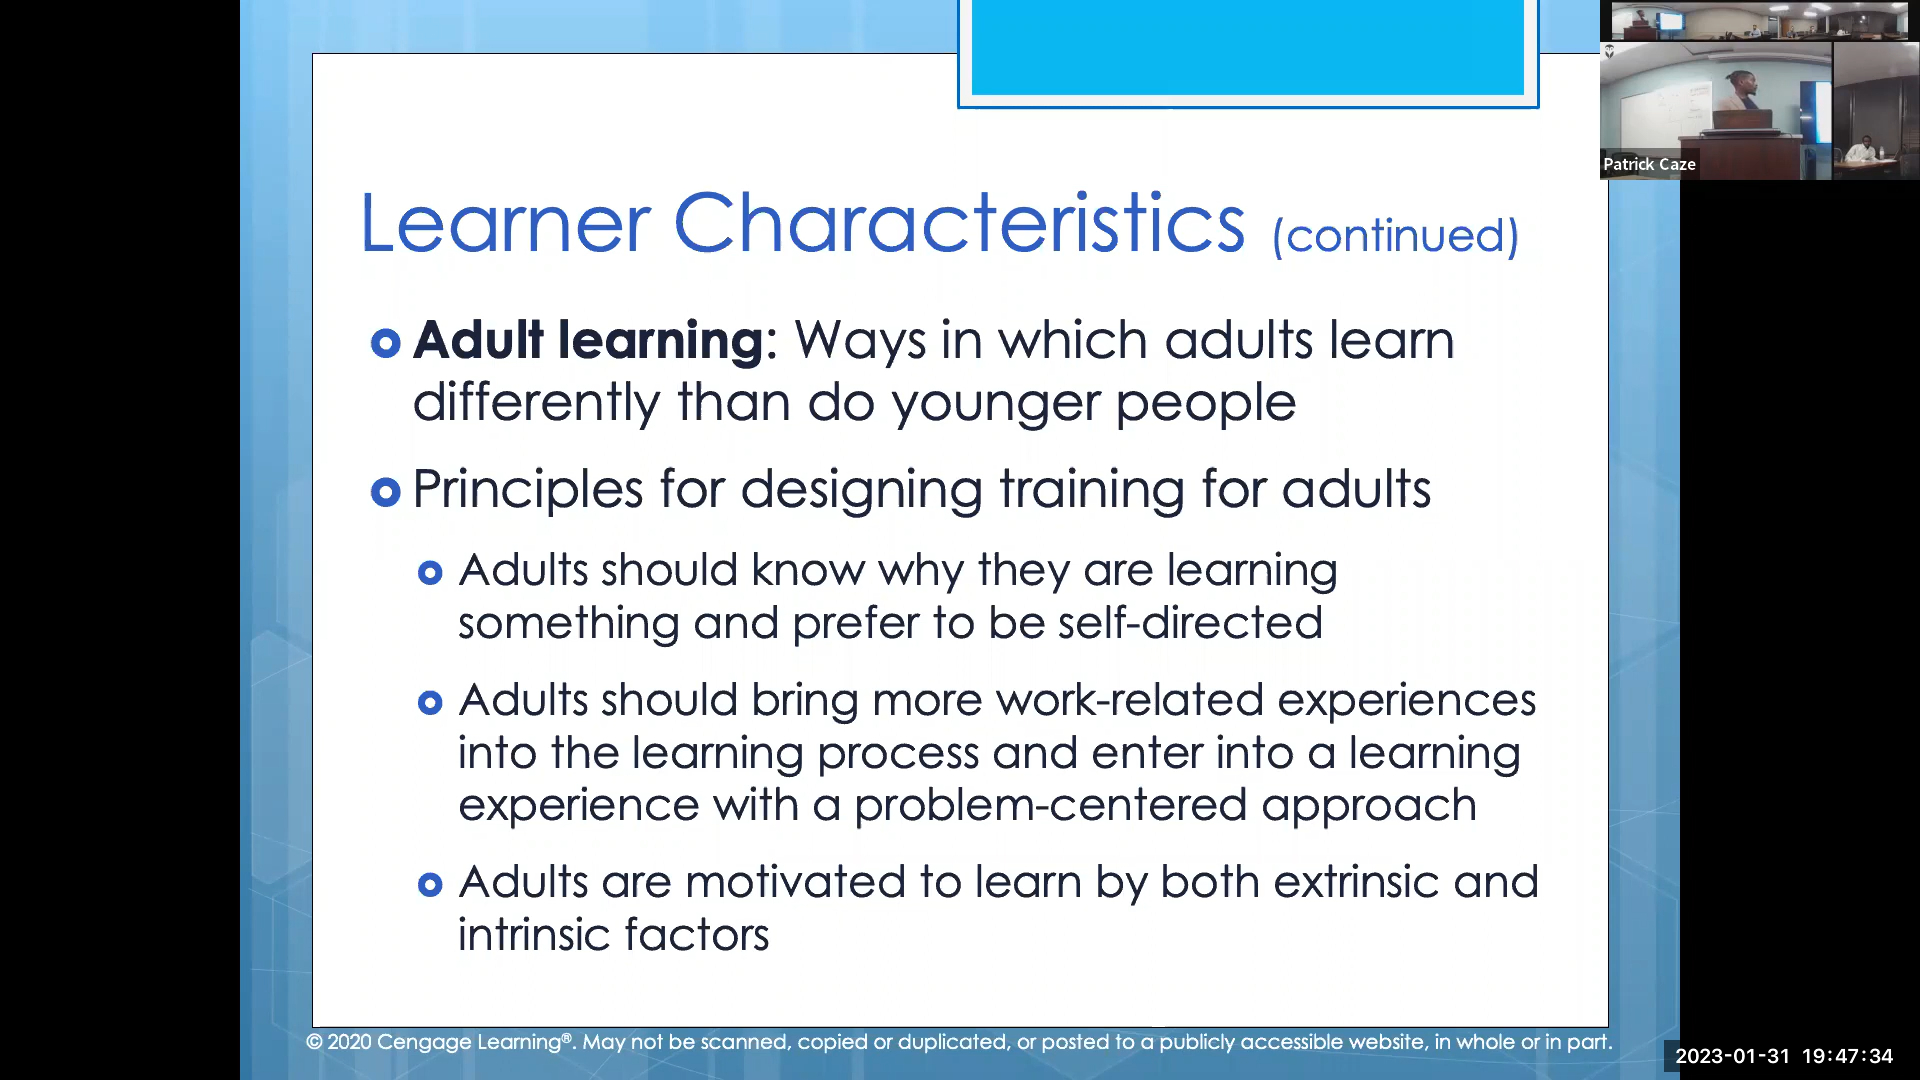 Patrick Caze
Learner Characteristics (continued)
Adult learning: Ways in which adults learn
differently than do younger people
Principles for designing training for adults
Adults should know why they are learning
something and prefer to be self-directed
Adults should bring more work-related experiences
into the learning process and enter into a learning
experience with a problem-centered approach
Adults are motivated to learn by both extrinsic and
intrinsic factors
© 2020 Cengage Learning®. May not be scanned, copied or duplicated, or posted to a publicly accessible website, in whole or in part.
2023-01-31 19:47:34